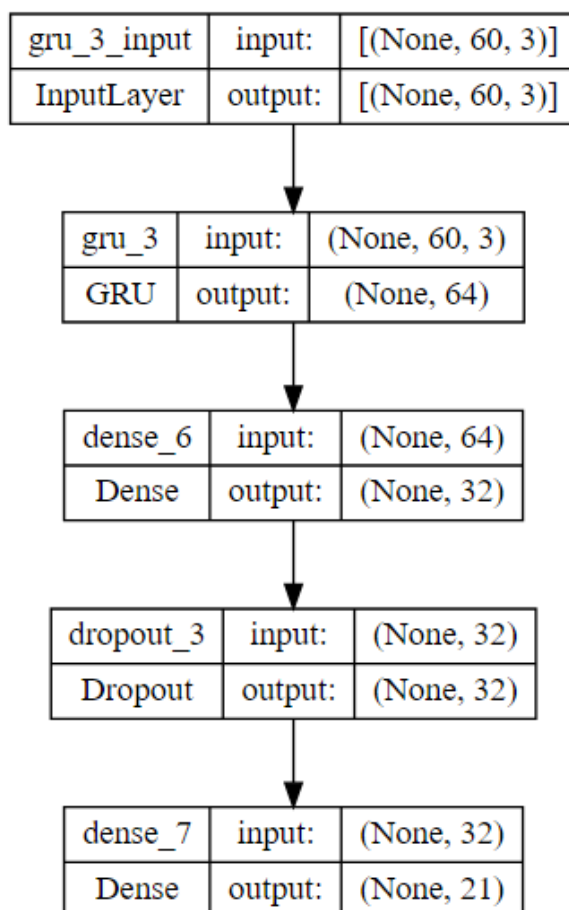 gru_3_input input: [(None, 60, 3)]
InputLayer output: [(None, 60, 3)]
gru_3 input: (None, 60, 3)
GRU output: (None, 64)
dense_6 input: (None, 64)
Dense output: (None, 32)
dropout_3 input: (None, 32)
Dropout output: (None, 32)
dense_7 input: (None, 32)
Dense output: (None, 21)